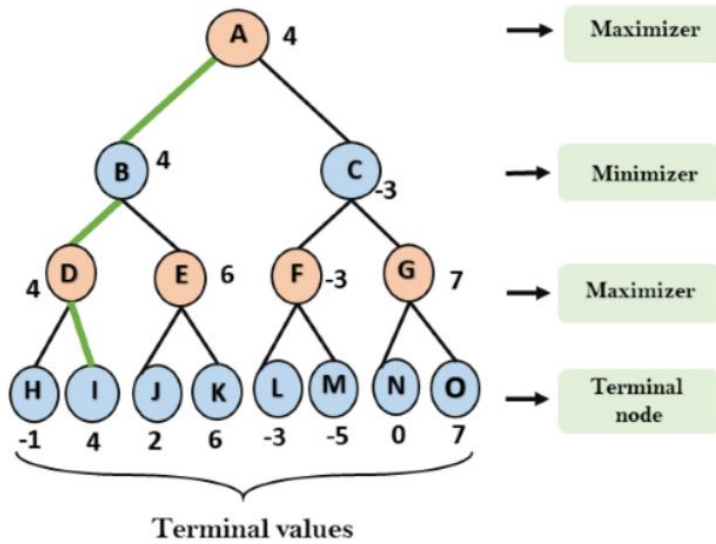 A 4 Maximizer
B 4 C -3 Minimizer
D 4 E 6 F -3 G 7 Maximizer
H I J K L M N O Terminal
node
-1 4 2 6 -3 -5 0 7
Terminal values